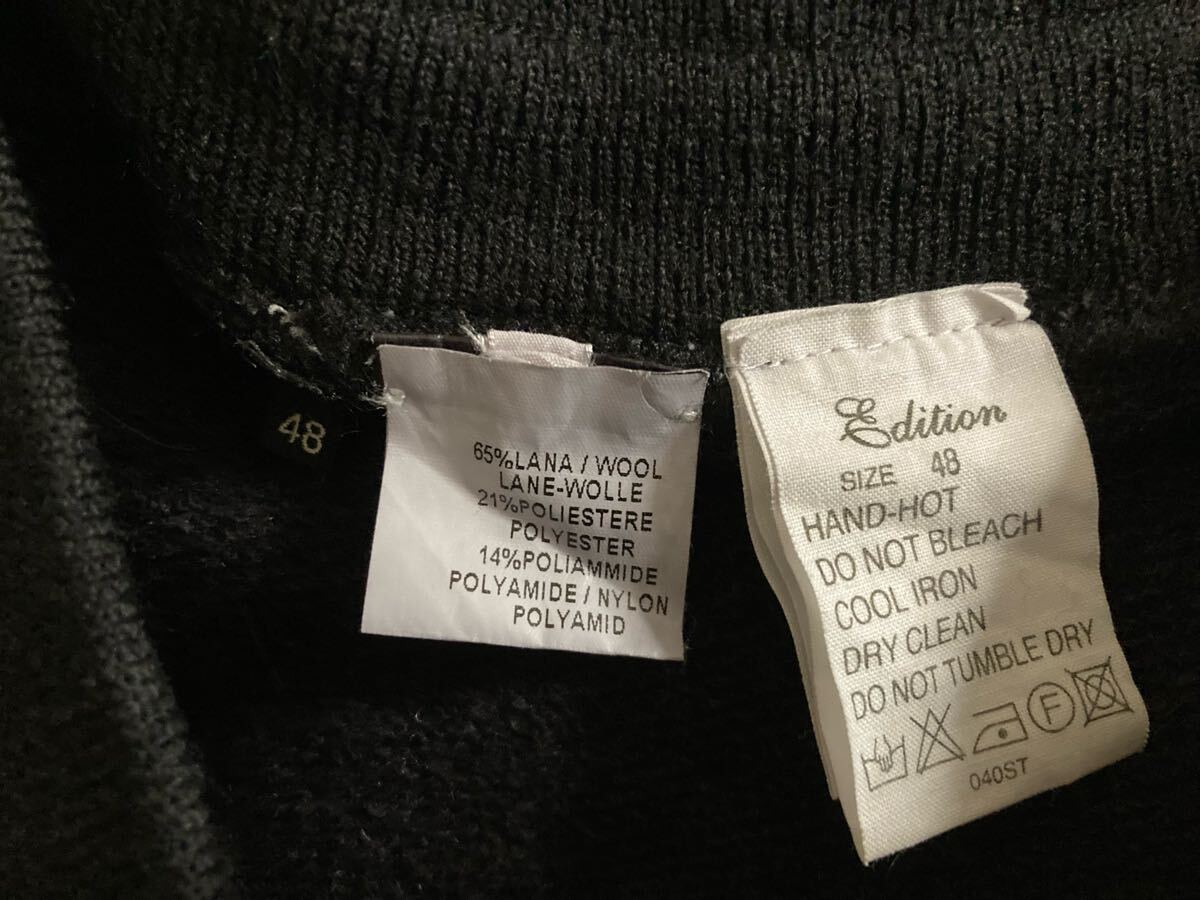 48
65%LANA / WOOL
LANE-WOLLE
21%POLIESTERE
POLYESTER
14%POLIAMMIDE
POLYAMIDE / NYLON
POLYAMID
Edition
SIZE 48
HAND-HOT
DO NOT BLEACH
COOL IRON
DRY CLEAN
DO NOT TUMBLE DRY
F
040ST